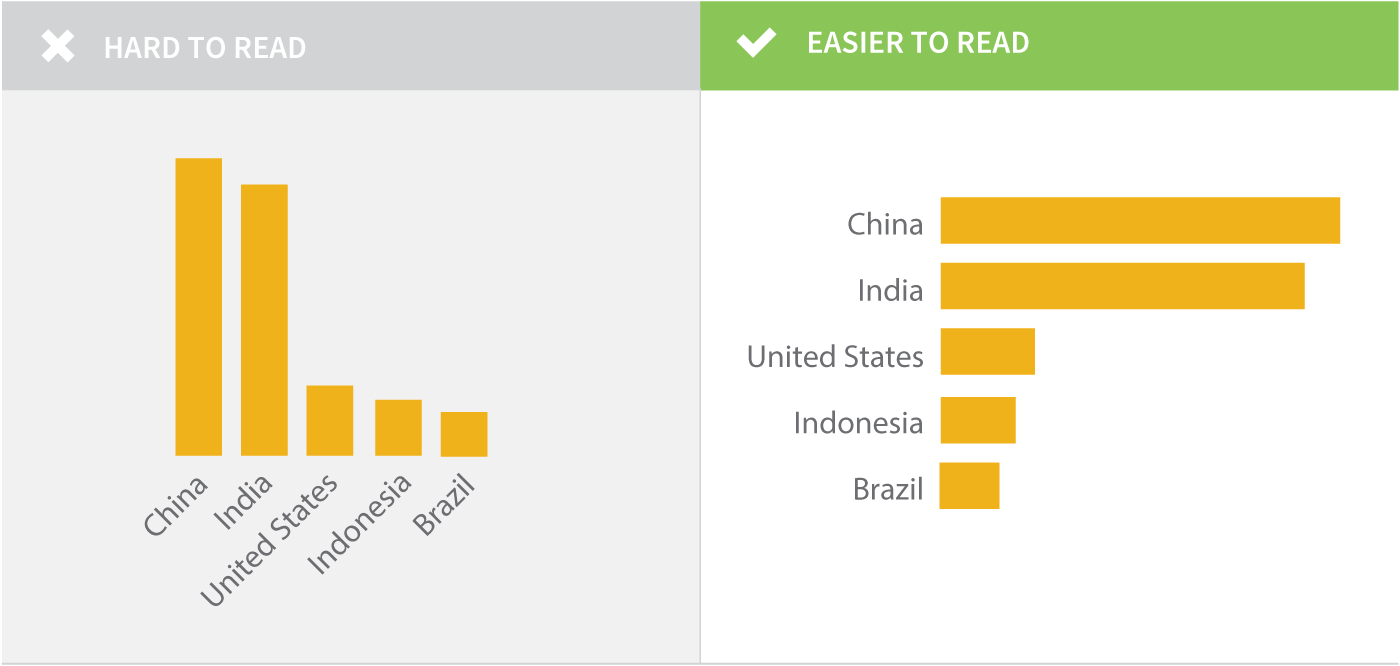 HARD TO READ
China
India
United States
Indonesia
Brazil
EASIER TO READ
China
India
United States
Indonesia
Brazil